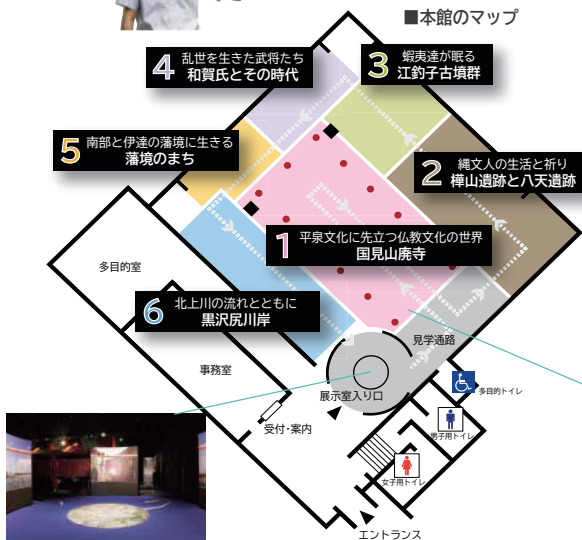 ■本館のマップ
4 乱世を生きた武将たち
和賀氏とその時代
3 蝦夷達が眠る
江釣子古墳群
5 南部と伊達の藩境に生きる
藩境のまち
2 縄文人の生活と祈り
樺山遺跡と八天遺跡
1 平泉文化に先立つ仏教文化の世界
国見山廃寺
6 北上川の流れとともに
黒沢尻川岸
多目的室
事務室
見学通路
展示室入り口
受付・案内
多目的トイレ
男子用トイレ
女子用トイレ
エントランス